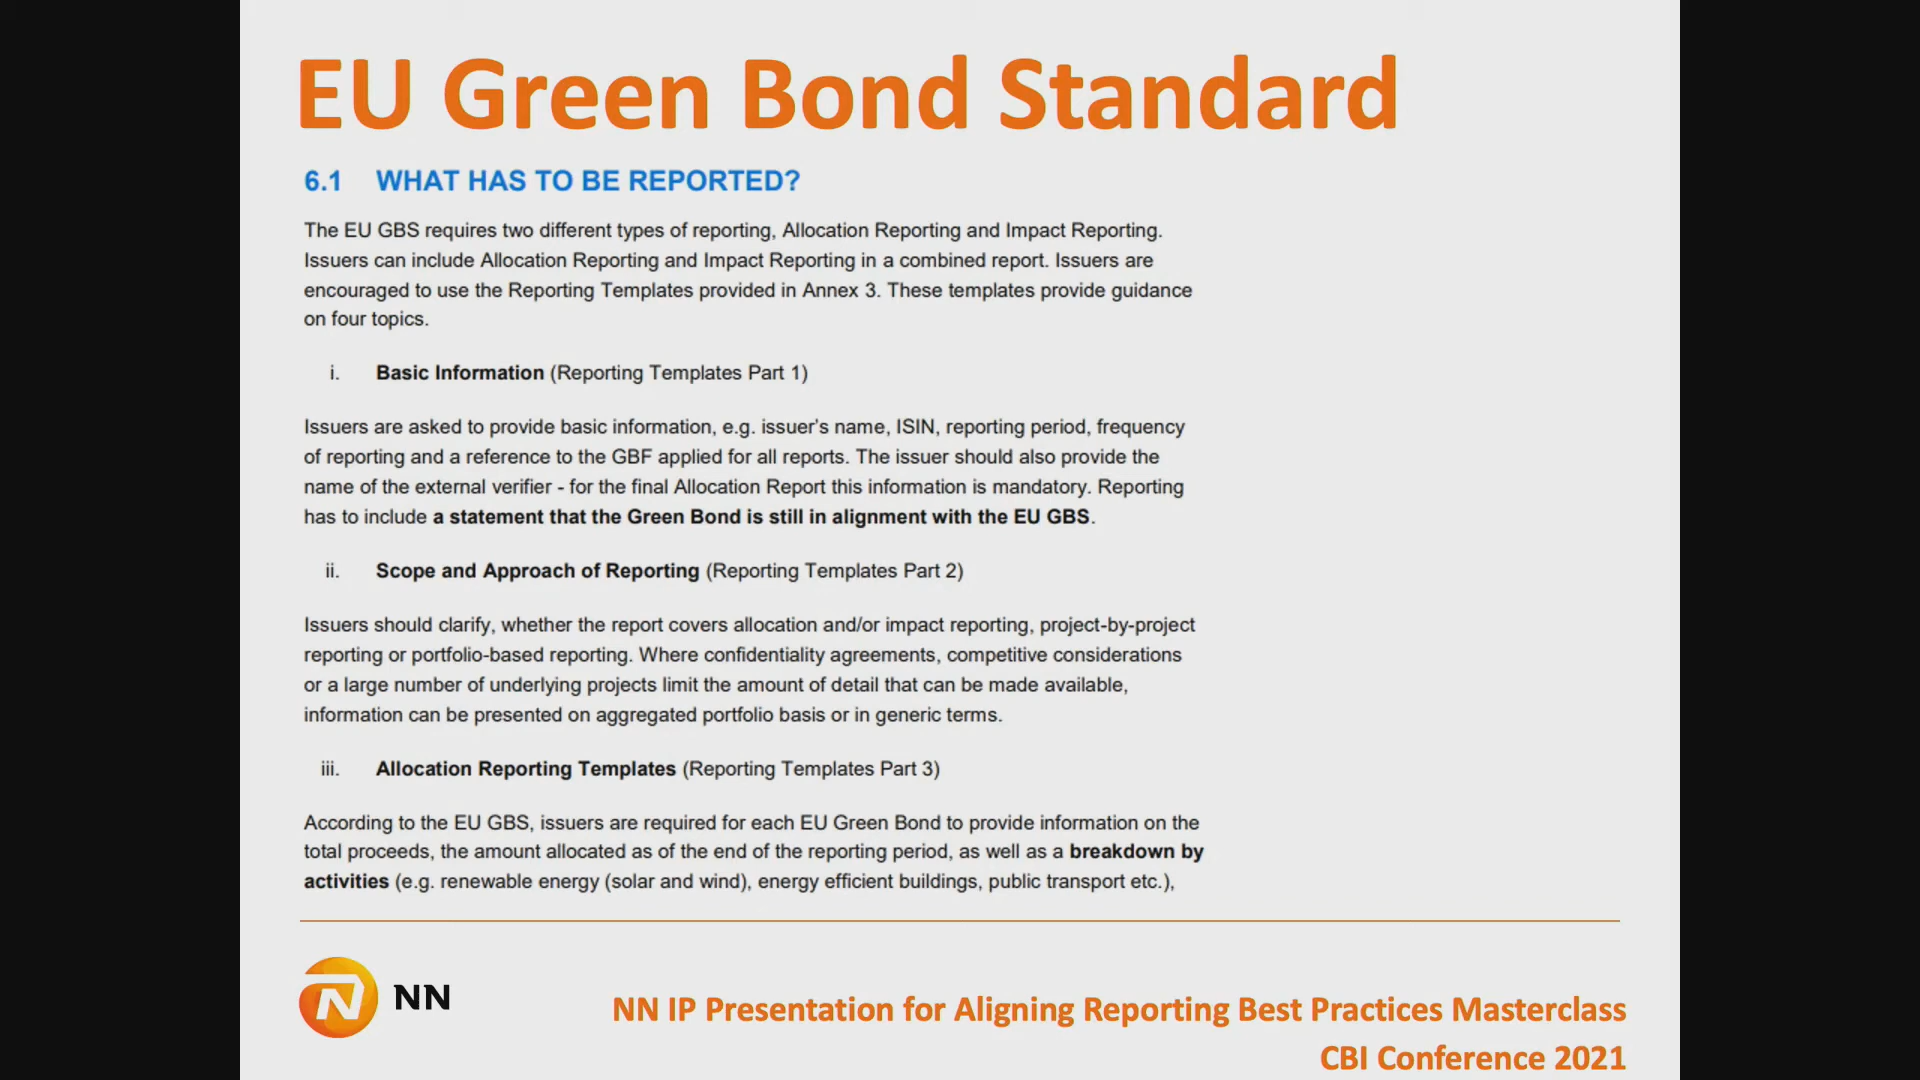 EU Green Bond Standard
6.1 WHAT HAS TO BE REPORTED?
The EU GBS requires two different types of reporting, Allocation Reporting and Impact Reporting.
Issuers can include Allocation Reporting and Impact Reporting in a combined report. Issuers are
encouraged to use the Reporting Templates provided in Annex 3. These templates provide guidance
on four topics.
i. Basic Information (Reporting Templates Part 1)
Issuers are asked to provide basic information, e.g. issuer's name, ISIN, reporting period, frequency
of reporting and a reference to the GBF applied for all reports. The issuer should also provide the
name of the external verifier - for the final Allocation Report this information is mandatory. Reporting
has to include a statement that the Green Bond is still in alignment with the EU GBS.
ii. Scope and Approach of Reporting (Reporting Templates Part 2)
Issuers should clarify, whether the report covers allocation and/or impact reporting, project-by-project
reporting or portfolio-based reporting. Where confidentiality agreements, competitive considerations
or a large number of underlying projects limit the amount of detail that can be made available,
information can be presented on aggregated portfolio basis or in generic terms.
iii. Allocation Reporting Templates (Reporting Templates Part 3)
According to the EU GBS, issuers are required for each EU Green Bond to provide information on the
total proceeds, the amount allocated as of the end of the reporting period, as well as a breakdown by
activities (e.g. renewable energy (solar and wind), energy efficient buildings, public transport etc.),
NN
NN IP Presentation for Aligning Reporting Best Practices Masterclass
CBI Conference 2021